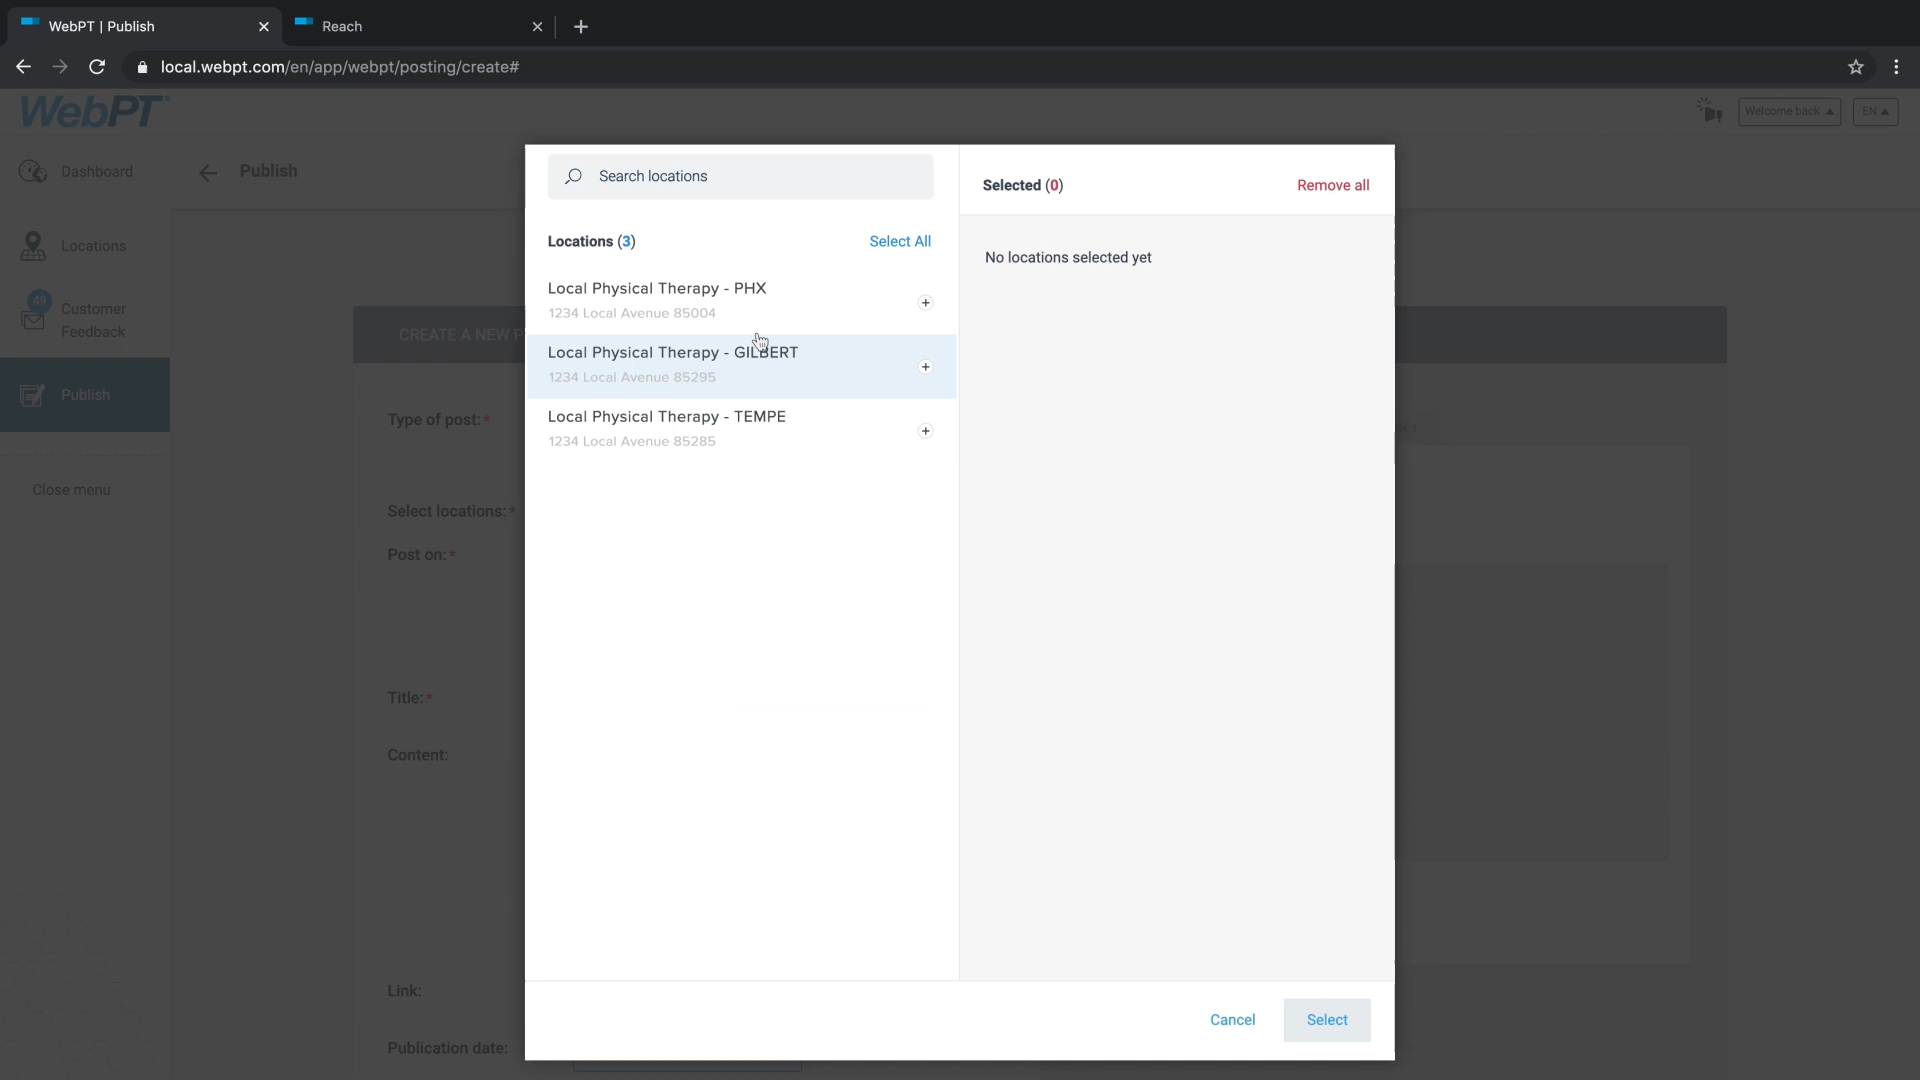 WebPT | Publish
Reach
local.webpt.com/en/app/webpt/posting/create#
WebPT
Welcome back
EN
Dashboard
Publish
Locations
49
Customer
Feedback
Publish
Close menu
CREATE A NEW P
Type of post:*
Select locations:*
Post on:*
Title:*
Content:
Link:
Publication date:
Search locations
Locations (3)
Select All
Local Physical Therapy - PHX
1234 Local Avenue 85004
Local Physical Therapy - GILBERT
1234 Local Avenue 85295
Local Physical Therapy - TEMPE
1234 Local Avenue 85285
Selected (0)
Remove all
No locations selected yet
Cancel
Select